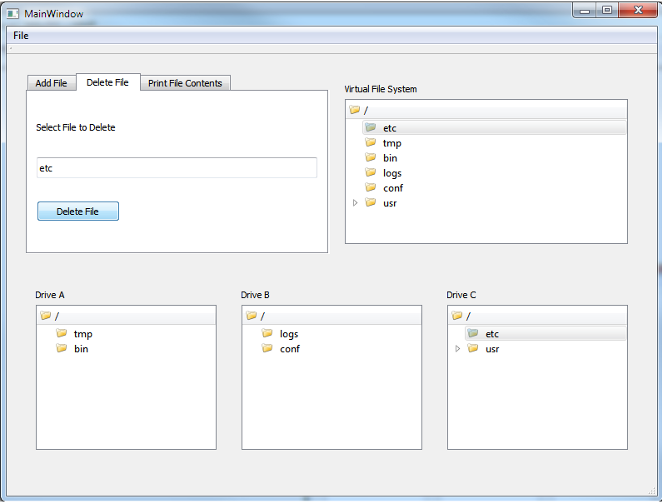 MainWindow
File
Add File
Delete File
Print File Contents
Select File to Delete
etc
Delete File
Virtual File System
/
etc
tmp
bin
logs
conf
usr
Drive A
/
tmp
bin
Drive B
/
logs
conf
Drive C
/
etc
usr